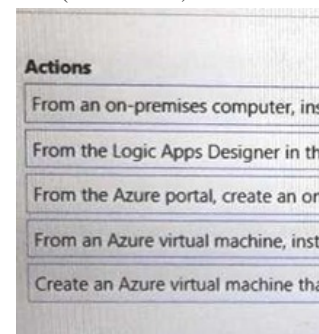 Actions
From an on-premises computer, ins
From the Logic Apps Designer in th
From the Azure portal, create an or
From an Azure virtual machine, inst
Create an Azure virtual machine tha